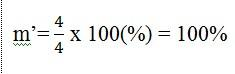 m’= 4/4 x 100(%) = 100%